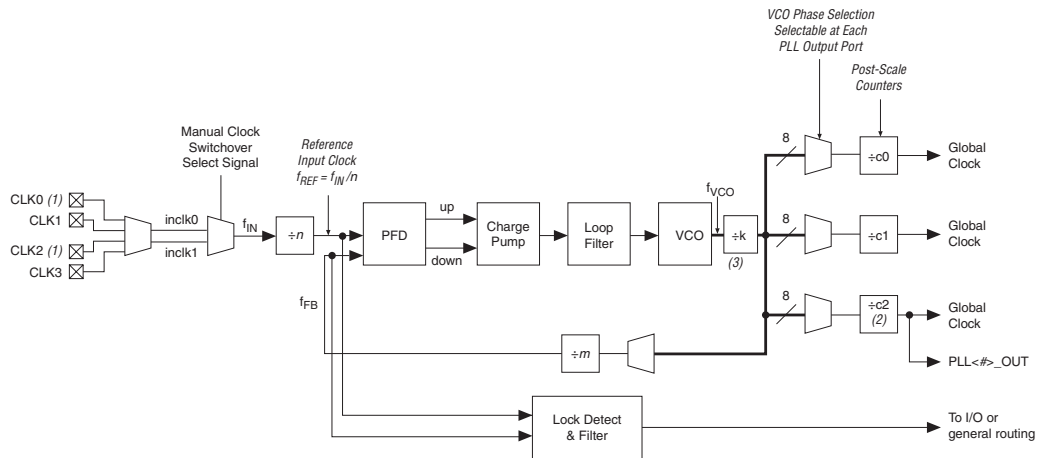 VCO Phase Selection
Selectable at Each
PLL Output Port
Post-Scale
Counters
Manual Clock
Switchover
Select Signal
Reference
Input Clock
fREF = fIN/n
CLK0 (1)
CLK1
CLK2 (1)
CLK3
inclk0
inclk1
fIN
÷n
PFD
up
down
Charge
Pump
Loop
Filter
VCO
fVCO
÷k
(3)
8
÷c0
Global
Clock
8
÷c1
Global
Clock
8
÷c2
(2)
Global
Clock
PLL<#>_OUT
fFB
÷m
Lock Detect
& Filter
To I/O or
general routing